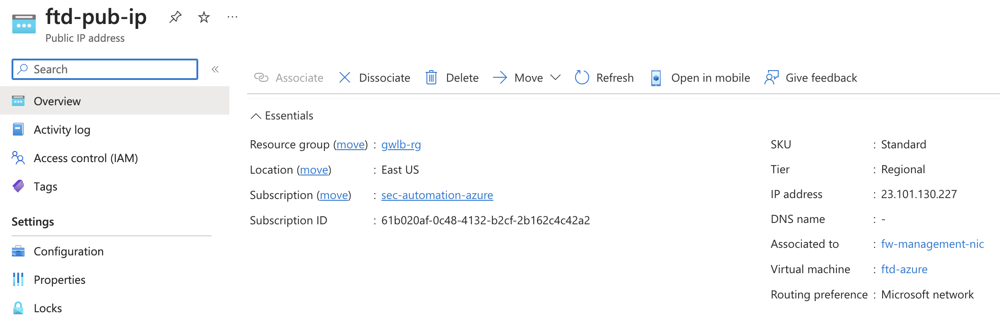 ftd-pub-ip
Public IP address
Search
Overview
Activity log
Access control (IAM)
Tags
Settings
Configuration
Properties
Locks
Associate Dissociate Delete Move Refresh Open in mobile Give feedback
Essentials
Resource group (move) : gwlb-rg
Location (move) : East US
Subscription (move) : sec-automation-azure
Subscription ID : 61b020af-0c48-4132-b2cf-2b162c4c42a2
SKU : Standard
Tier : Regional
IP address : 23.101.130.227
DNS name : -
Associated to : fw-management-nic
Virtual machine : ftd-azure
Routing preference : Microsoft network